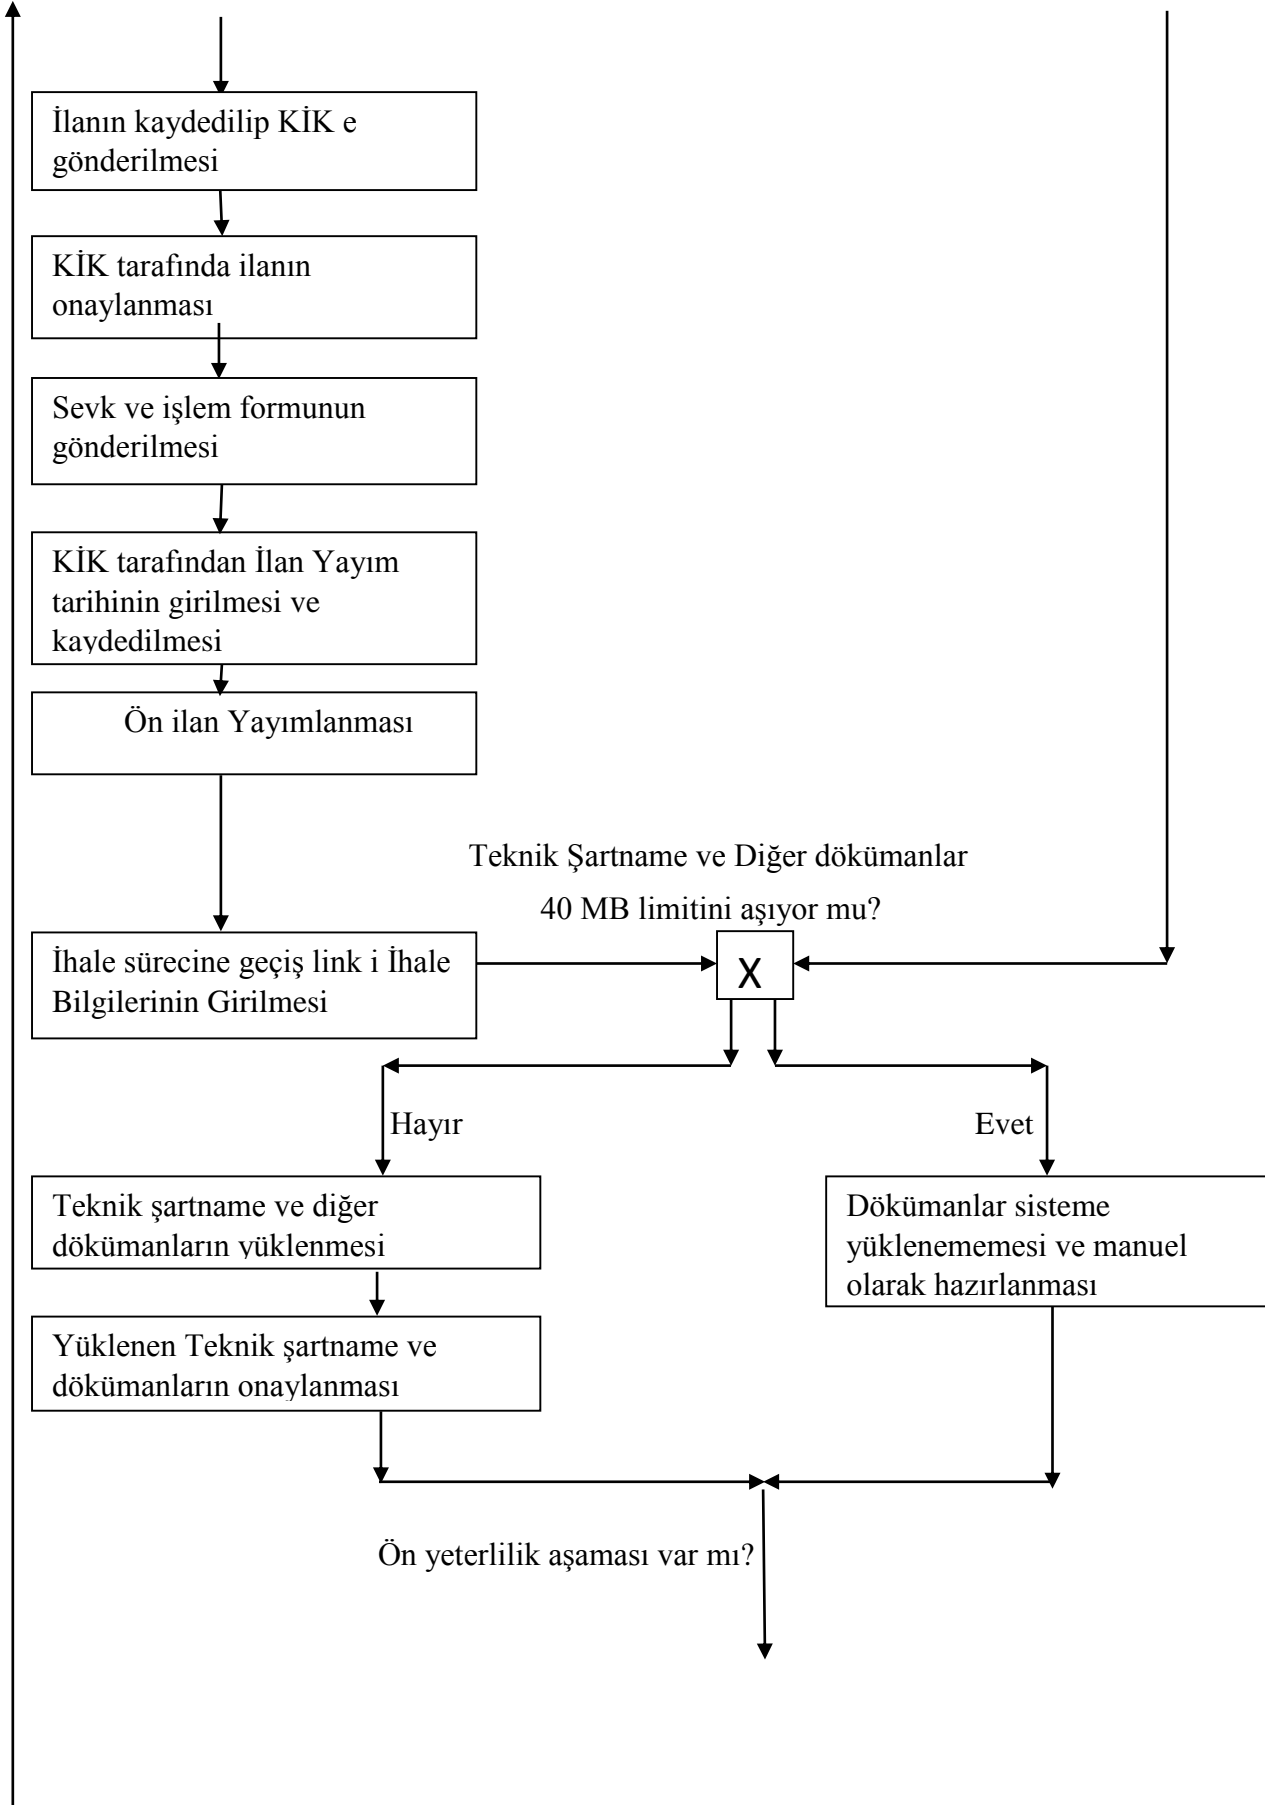 İlanın kaydedilip KİK e
gönderilmesi
KİK tarafında ilanın
onaylanması
Sevk ve işlem formunun
gönderilmesi
KİK tarafından İlan Yayım
tarihinin girilmesi ve
kaydedilmesi
Ön ilan Yayımlanması
Teknik Şartname ve Diğer dökümanlar
40 MB limitini aşıyor mu?
İhale sürecine geçiş link i İhale
Bilgilerinin Girilmesi
X
Hayır
Evet
Teknik şartname ve diğer
dökümanların yüklenmesi
Dökümanlar sisteme
yüklenememesi ve manuel
olarak hazırlanması
Yüklenen Teknik şartname ve
dökümanların onaylanması
Ön yeterlilik aşaması var mı?